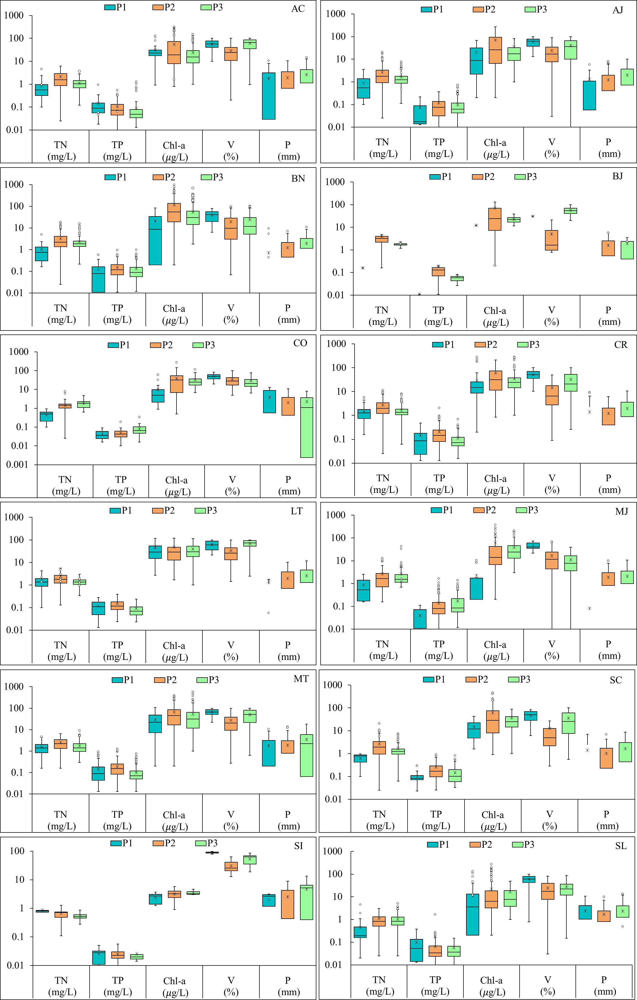 P1 P2 P3 AC
1000
100
10
1
0.1
0.01
TN TP Chl-a V P
(mg/L) (mg/L) (µg/L) (%) (mm)
P1 P2 P3 AJ
1000
100
10
1
0.1
0.01
TN TP Chl-a V P
(mg/L) (mg/L) (µg/L) (%) (mm)
P1 P2 P3 BN
1000
100
10
1
0.1
0.01
TN TP Chl-a V P
(mg/L) (mg/L) (µg/L) (%) (mm)
P1 P2 P3 BJ
1000
100
10
1
0.1
0.01
TN TP Chl-a V P
(mg/L) (mg/L) (µg/L) (%) (mm)
P1 P2 P3 CO
1000
100
10
1
0.1
0.01
0.001
TN TP Chl-a V P
(mg/L) (mg/L) (µg/L) (%) (mm)
P1 P2 P3 CR
1000
100
10
1
0.1
0.01
TN TP Chl-a V P
(mg/L) (mg/L) (µg/L) (%) (mm)
P1 P2 P3 LT
1000
100
10
1
0.1
0.01
TN TP Chl-a V P
(mg/L) (mg/L) (µg/L) (%) (mm)
P1 P2 P3 MJ
1000
100
10
1
0.1
0.01
TN TP Chl-a V P
(mg/L) (mg/L) (µg/L) (%) (mm)
P1 P2 P3 MT
1000
100
10
1
0.1
0.01
TN TP Chl-a V P
(mg/L) (mg/L) (µg/L) (%) (mm)
P1 P2 P3 SC
1000
100
10
1
0.1
0.01
TN TP Chl-a V P
(mg/L) (mg/L) (µg/L) (%) (mm)
P1 P2 P3 SI
100
10
1
0.1
0.01
TN TP Chl-a V P
(mg/L) (mg/L) (µg/L) (%) (mm)
P1 P2 P3 SL
1000
100
10
1
0.1
0.01
TN TP Chl-a V P
(mg/L) (mg/L) (µg/L) (%) (mm)